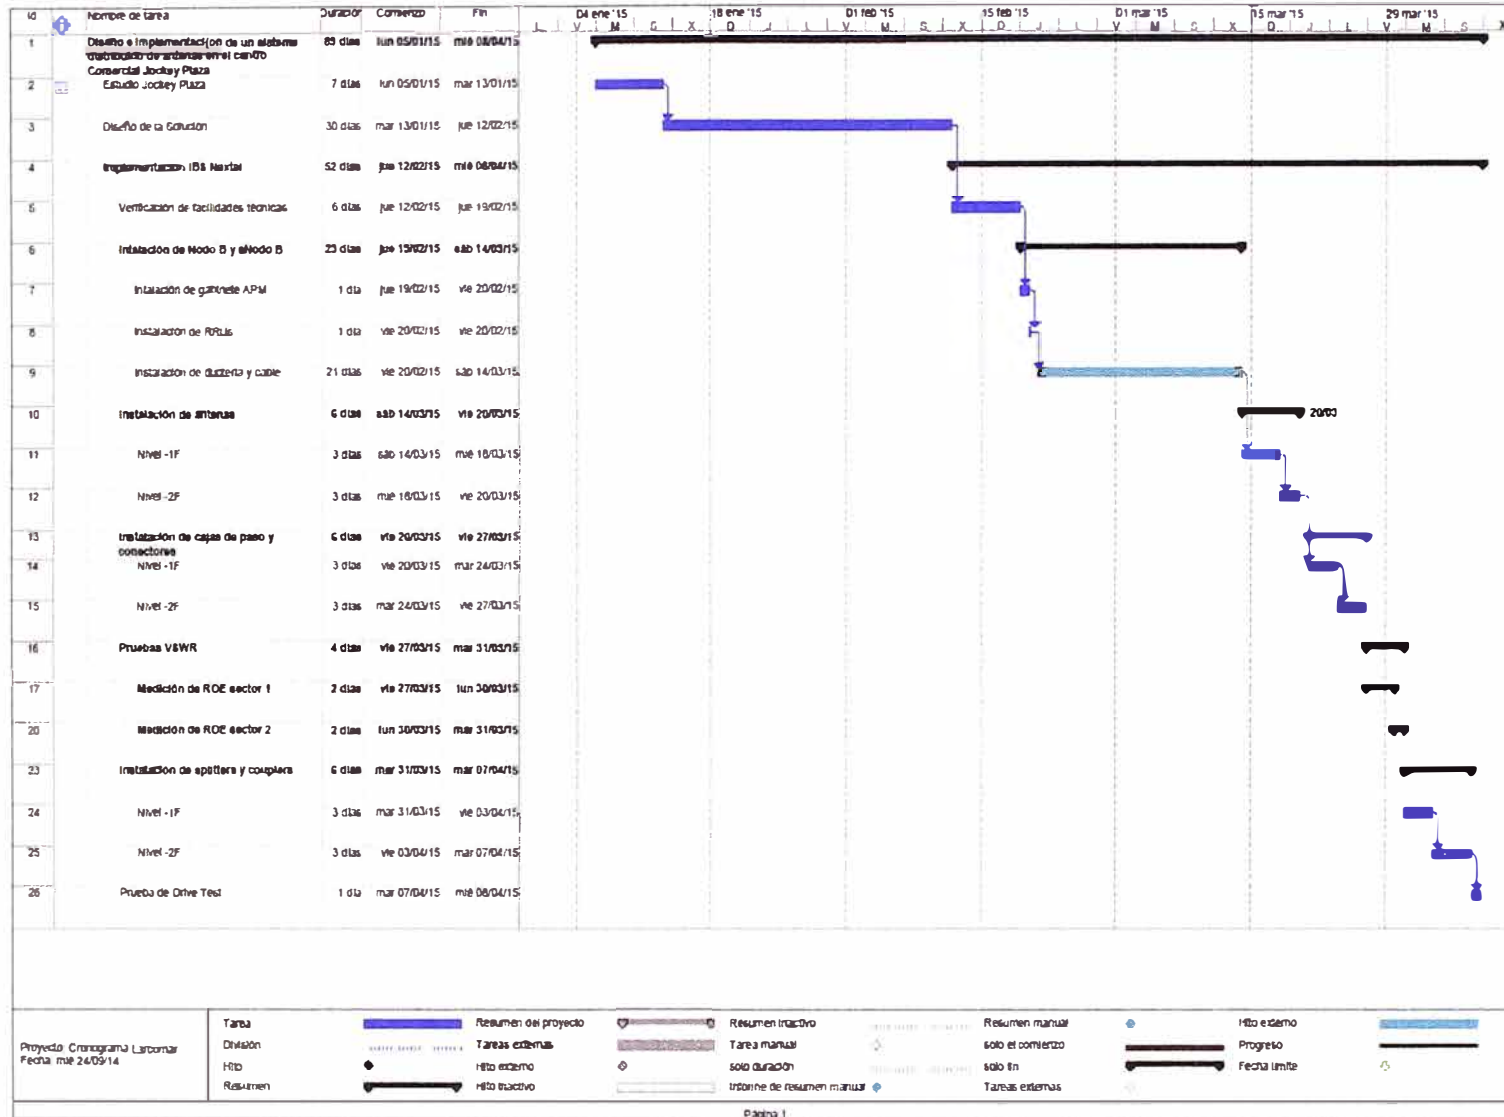 Id Nombre de tarea Duración Comienzo Fin 04 ene '15 18 ene '15 01 feb '15 15 feb '15 01 mar '15 15 mar '15 29 mar '15
L V M S X D J L V M S X D J L V M S X D J L V M S X
1 Diseño e Implementación de un sistema 89 días lun 05/01/15 mié 08/04/15
distribuido de antenas en el centro
Comercial Jockey Plaza
2 Estudio Jockey Plaza 7 días lun 05/01/15 mar 13/01/15
3 Diseño de la Solución 30 días mar 13/01/15 jue 12/02/15
4 Implementación IBS Nextel 52 días jue 12/02/15 mié 08/04/15
5 Verificación de facilidades técnicas 6 días jue 12/02/15 jue 19/02/15
6 Intalación de Nodo B y eNodo B 23 días jue 19/02/15 sáb 14/03/15
7 Intalación de gabinete APM 1 día jue 19/02/15 vie 20/02/15
8 Instalación de RRUs 1 día vie 20/02/15 vie 20/02/15
9 Instalación de ductería y cable 21 días vie 20/02/15 sáb 14/03/15
10 Instalación de antenas 6 días sáb 14/03/15 vie 20/03/15 20/03
11 Nivel -1F 3 días sáb 14/03/15 mié 18/03/15
12 Nivel -2F 3 días mié 18/03/15 vie 20/03/15
13 Instalación de cajas de paso y 6 días vie 20/03/15 vie 27/03/15
conectores
14 Nivel -1F 3 días vie 20/03/15 mar 24/03/15
15 Nivel -2F 3 días mar 24/03/15 vie 27/03/15
16 Pruebas VSWR 4 días vie 27/03/15 mar 31/03/15
17 Medición de ROE sector 1 2 días vie 27/03/15 lun 30/03/15
20 Medición de ROE sector 2 2 días lun 30/03/15 mar 31/03/15
23 Instalación de splitters y couplers 6 días mar 31/03/15 mar 07/04/15
24 Nivel -1F 3 días mar 31/03/15 vie 03/04/15
25 Nivel -2F 3 días vie 03/04/15 mar 07/04/15
26 Prueba de Drive Test 1 día mar 07/04/15 mié 08/04/15
Proyecto: Cronograma Larcomar
Fecha: mié 24/09/14
Tarea Resumen del proyecto Resumen inactivo Resumen manual Hito externo
División Tareas externas Tarea manual solo el comienzo Progreso
Hito Hito externo solo duración solo fin Fecha límite
Resumen Hito inactivo Informe de resumen manual Tareas externas
Página 1